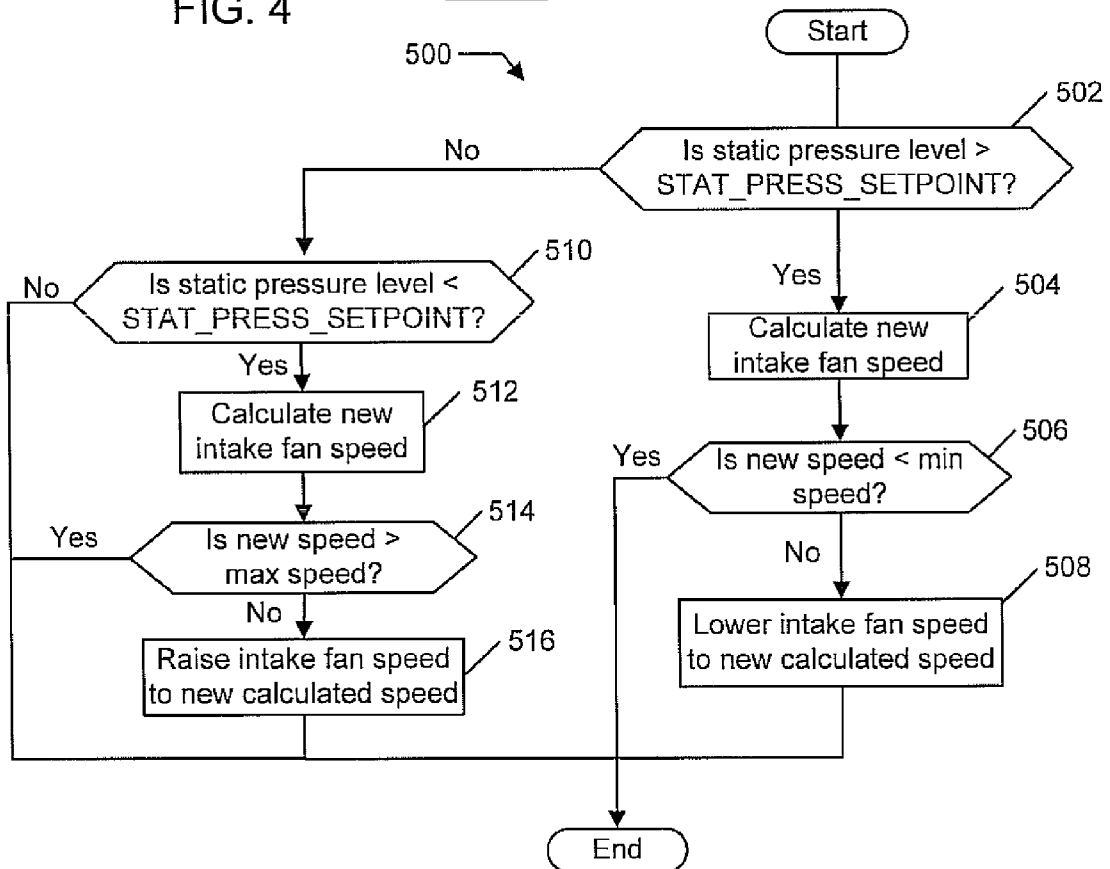 FIG. 4
500
Start
502
Is static pressure level >
STAT_PRESS_SETPOINT?
No
Yes
510
Is static pressure level <
STAT_PRESS_SETPOINT?
No
Yes
504
Calculate new
intake fan speed
512
Calculate new
intake fan speed
506
Is new speed < min
speed?
Yes
No
514
Is new speed >
max speed?
Yes
No
508
Lower intake fan speed
to new calculated speed
516
Raise intake fan speed
to new calculated speed
End